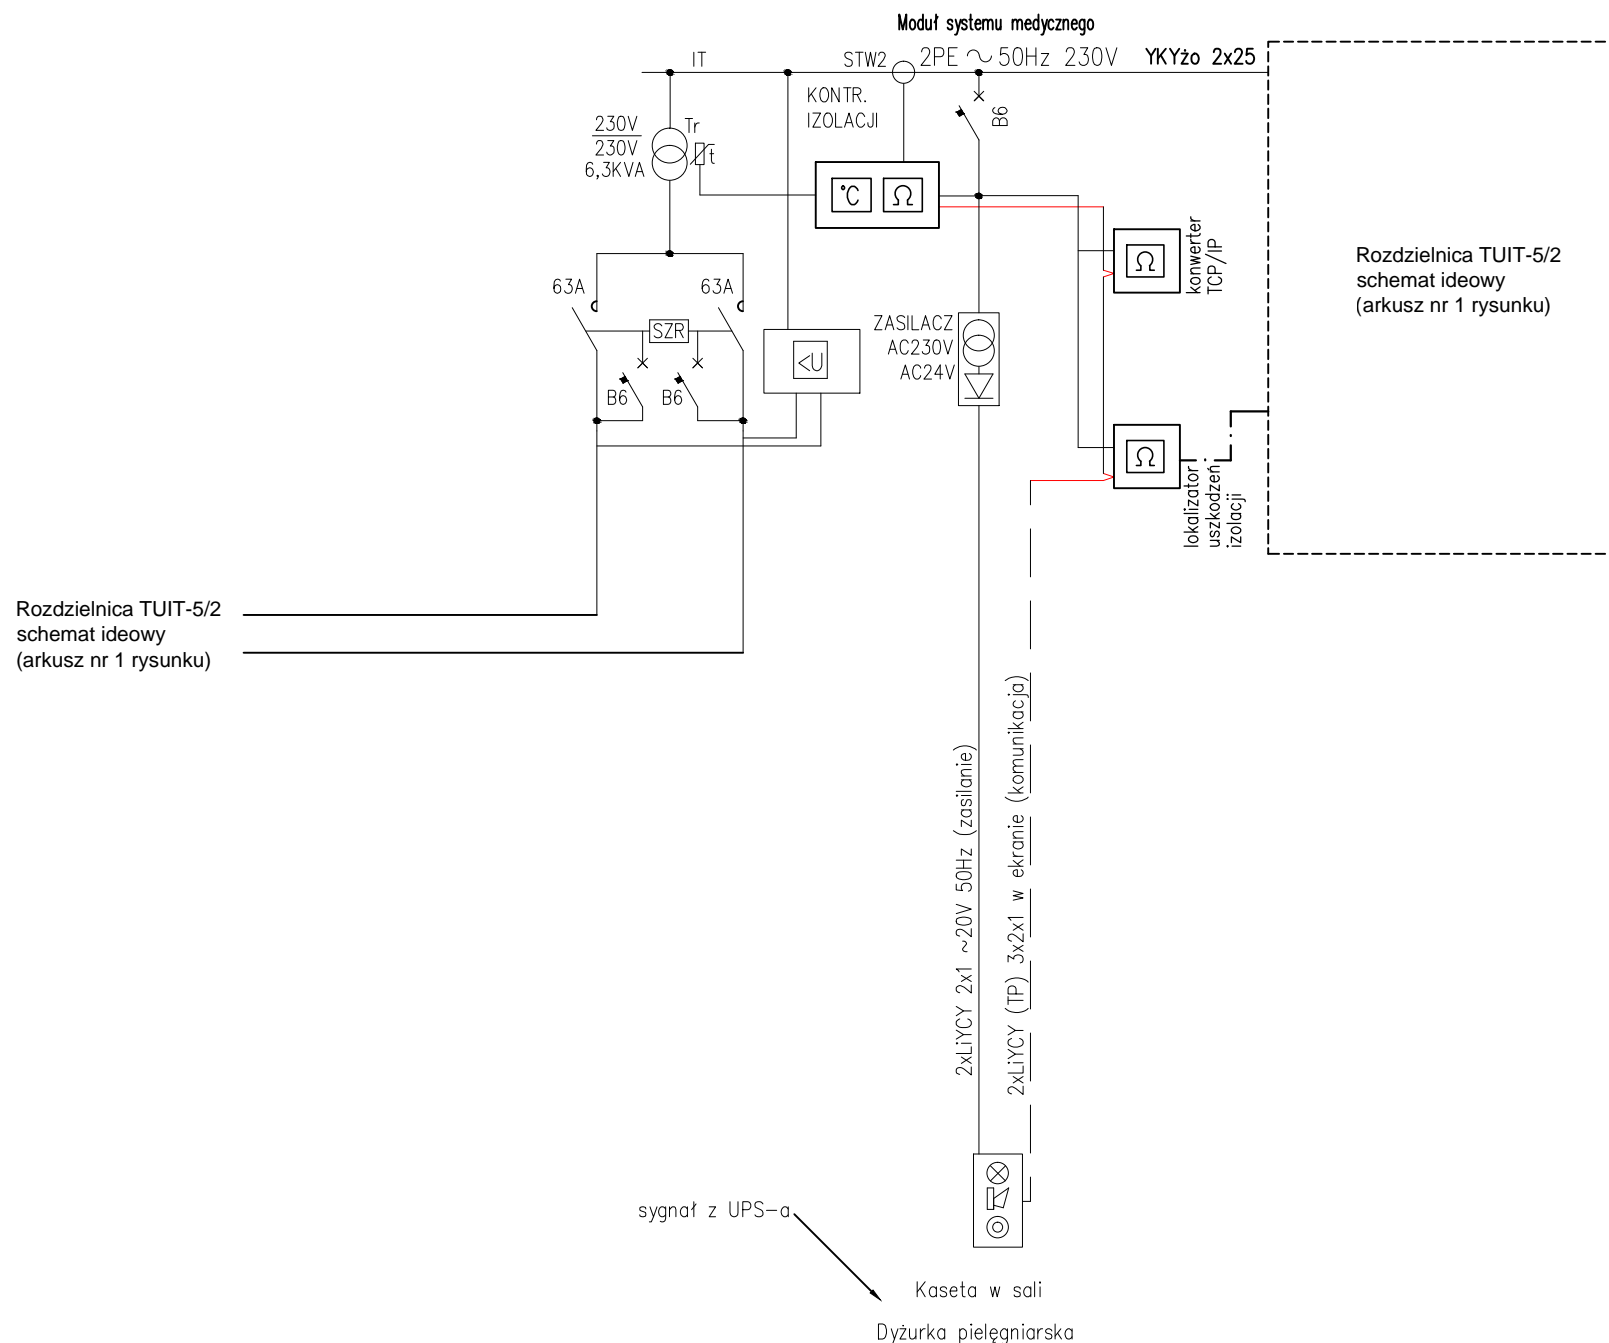 Moduł systemu medycznego
IT
STW2
2PE ~ 50Hz 230V
YKYżo 2x25
KONTR.
IZOLACJI
B6
230V
230V
6,3KVA
Tr
t
°C
Ω
konwerter
TCP/IP
Ω
Rozdzielnica TUIT-5/2
schemat ideowy
(arkusz nr 1 rysunku)
63A
63A
SZR
B6
B6
<U
ZASILACZ
AC230V
AC24V
Ω
lokalizator
uszkodzeń
izolacji
Rozdzielnica TUIT-5/2
schemat ideowy
(arkusz nr 1 rysunku)
2xLiYCY 2x1 ~20V 50Hz (zasilanie)
2xLiYCY (TP) 3x2x1 w ekranie (komunikacja)
sygnał z UPS-a
Kaseta w sali
Dyżurka pielęgniarska